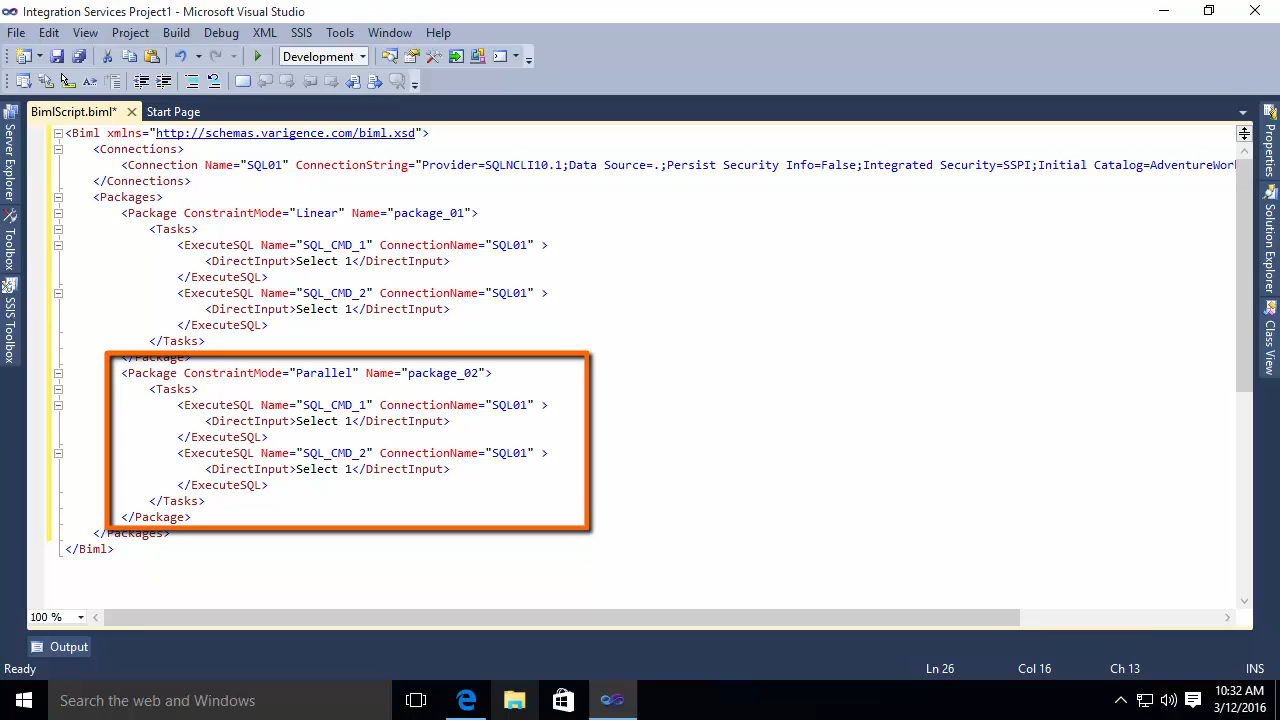 Integration Services Project1 - Microsoft Visual Studio
File Edit View Project Build Debug XML SSIS Tools Window Help
Development
BimlScript.biml* Start Page
Server Explorer
Toolbox
SSIS Toolbox
<Biml xmlns="http://schemas.varigence.com/biml.xsd">
<Connections>
<Connection Name="SQL01" ConnectionString="Provider=SQLNCLI10.1;Data Source=.;Persist Security Info=False;Integrated Security=SSPI;Initial Catalog=AdventureWork
</Connections>
<Packages>
<Package ConstraintMode="Linear" Name="package_01">
<Tasks>
<ExecuteSQL Name="SQL_CMD_1" ConnectionName="SQL01" >
<DirectInput>Select 1</DirectInput>
</ExecuteSQL>
<ExecuteSQL Name="SQL_CMD_2" ConnectionName="SQL01" >
<DirectInput>Select 1</DirectInput>
</ExecuteSQL>
</Tasks>
</Package>
<Package ConstraintMode="Parallel" Name="package_02">
<Tasks>
<ExecuteSQL Name="SQL_CMD_1" ConnectionName="SQL01" >
<DirectInput>Select 1</DirectInput>
</ExecuteSQL>
<ExecuteSQL Name="SQL_CMD_2" ConnectionName="SQL01" >
<DirectInput>Select 1</DirectInput>
</ExecuteSQL>
</Tasks>
</Package>
</Packages>
</Biml>
Properties
Solution Explorer
Class View
100 %
Output
Ready Ln 26 Col 16 Ch 13 INS
Search the web and Windows
10:32 AM
3/12/2016